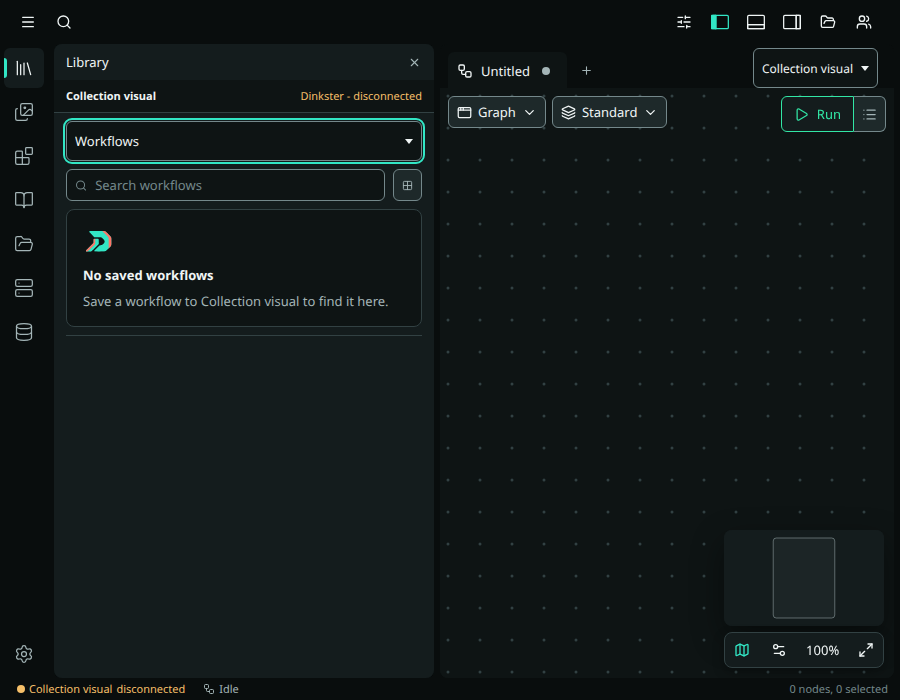 Library
Collection visual
Dinkster - disconnected
Workflows
Search workflows
No saved workflows
Save a workflow to Collection visual to find it here.
Untitled
Collection visual
Graph
Standard
Run
100%
Collection visual disconnected
Idle
0 nodes, 0 selected